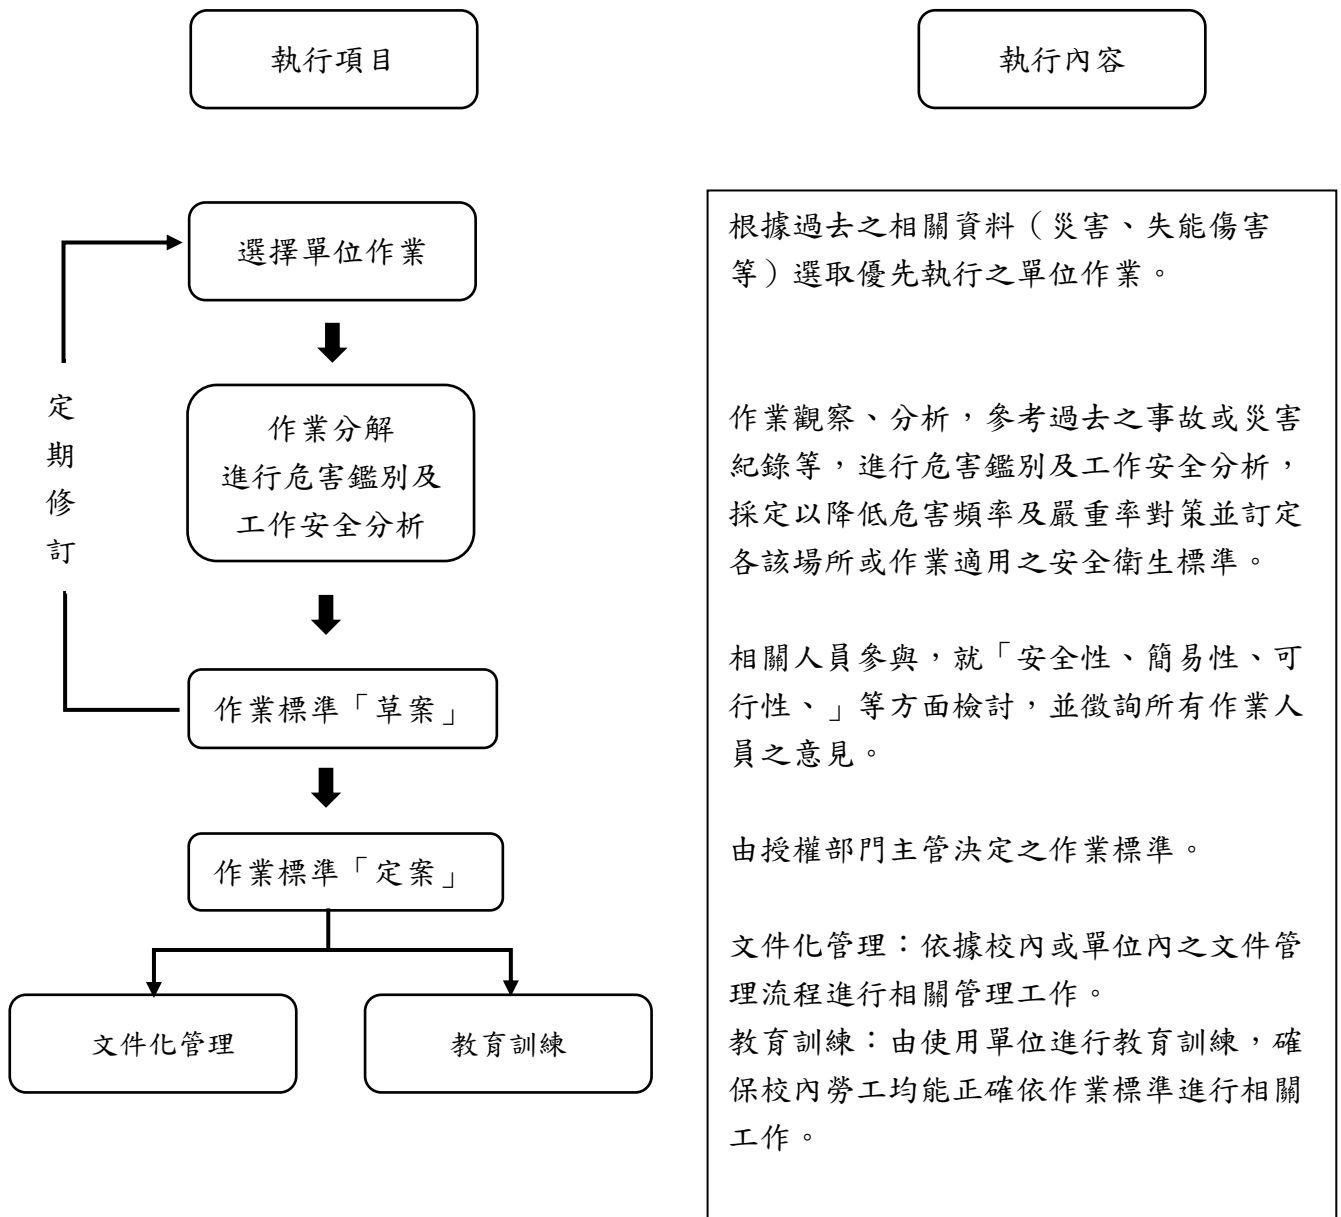 執行項目
執行內容
選擇單位作業
定
期
修
訂
作業分解
進行危害鑑別及
工作安全分析
作業標準「草案」
作業標準「定案」
文件化管理
教育訓練
根據過去之相關資料（災害、失能傷害
等）選取優先執行之單位作業。
作業觀察、分析，參考過去之事故或災害
紀錄等，進行危害鑑別及工作安全分析，
採定以降低危害頻率及嚴重率對策並訂定
各該場所或作業適用之安全衛生標準。
相關人員參與，就「安全性、簡易性、可
行性、」等方面檢討，並徵詢所有作業人
員之意見。
由授權部門主管決定之作業標準。
文件化管理：依據校內或單位內之文件管
理流程進行相關管理工作。
教育訓練：由使用單位進行教育訓練，確
保校內勞工均能正確依作業標準進行相關
工作。